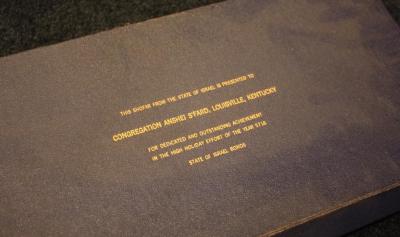 THIS SHOFAR FROM THE STATE OF ISRAEL IS PRESENTED TO
CONGREGATION ANSHEI S'FARD, LOUISVILLE, KENTUCKY
FOR DEDICATED AND OUTSTANDING ACHIEVEMENT
IN THE HIGH HOLIDAY EFFORT OF THE YEAR 5718
STATE OF ISRAEL BONDS